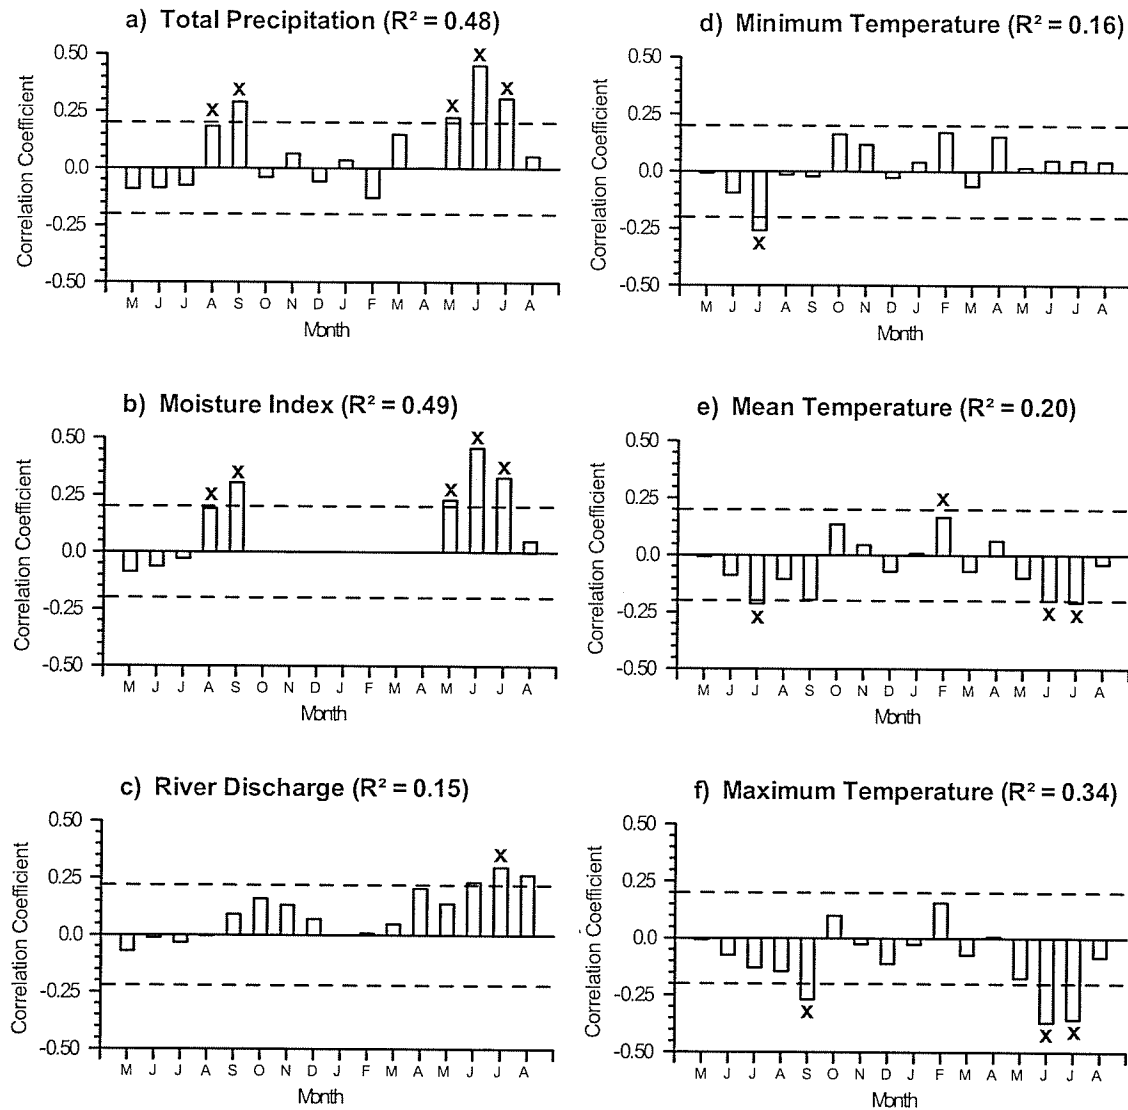 a) Total Precipitation (R² = 0.48)
Correlation Coefficient
0.50
0.25
0.0
-0.25
-0.50
X X X X X
M J J A S O N D J F M A M J J A
Month
b) Moisture Index (R² = 0.49)
Correlation Coefficient
0.50
0.25
0.0
-0.25
-0.50
X X X X X
M J J A S O N D J F M A M J J A
Month
c) River Discharge (R² = 0.15)
Correlation Coefficient
0.50
0.25
0.0
-0.25
-0.50
X
M J J A S O N D J F M A M J J A
Month
d) Minimum Temperature (R² = 0.16)
Correlation Coefficient
0.50
0.25
0.0
-0.25
-0.50
X
M J J A S O N D J F M A M J J A
Month
e) Mean Temperature (R² = 0.20)
Correlation Coefficient
0.50
0.25
0.0
-0.25
-0.50
X X X X
M J J A S O N D J F M A M J J A
Month
f) Maximum Temperature (R² = 0.34)
Correlation Coefficient
0.50
0.25
0.0
-0.25
-0.50
X X X
M J J A S O N D J F M A M J J A
Month